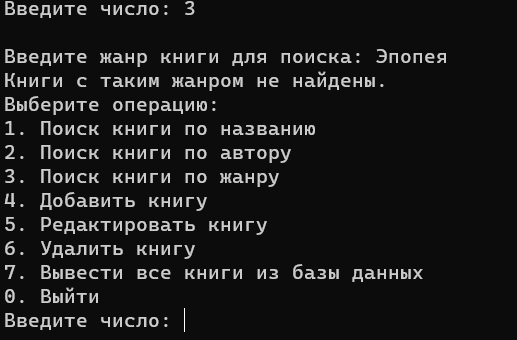 Введите число: 3
Введите жанр книги для поиска: Эпопея
Книги с таким жанром не найдены.
Выберите операцию:
1. Поиск книги по названию
2. Поиск книги по автору
3. Поиск книги по жанру
4. Добавить книгу
5. Редактировать книгу
6. Удалить книгу
7. Вывести все книги из базы данных
0. Выйти
Введите число: